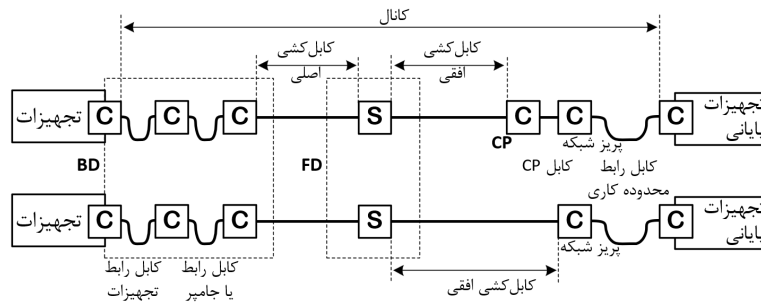 کانال
کابل‌کشی اصلی
کابل‌کشی افقی
تجهیزات
C
C
C
S
C
C
C
تجهیزات پایانی
BD
FD
CP
کابل CP
پریز شبکه
کابل رابط محدوده کاری
تجهیزات
C
C
C
S
C
C
تجهیزات پایانی
پریز شبکه
کابل رابط تجهیزات
کابل رابط یا جامپر
کابل‌کشی افقی